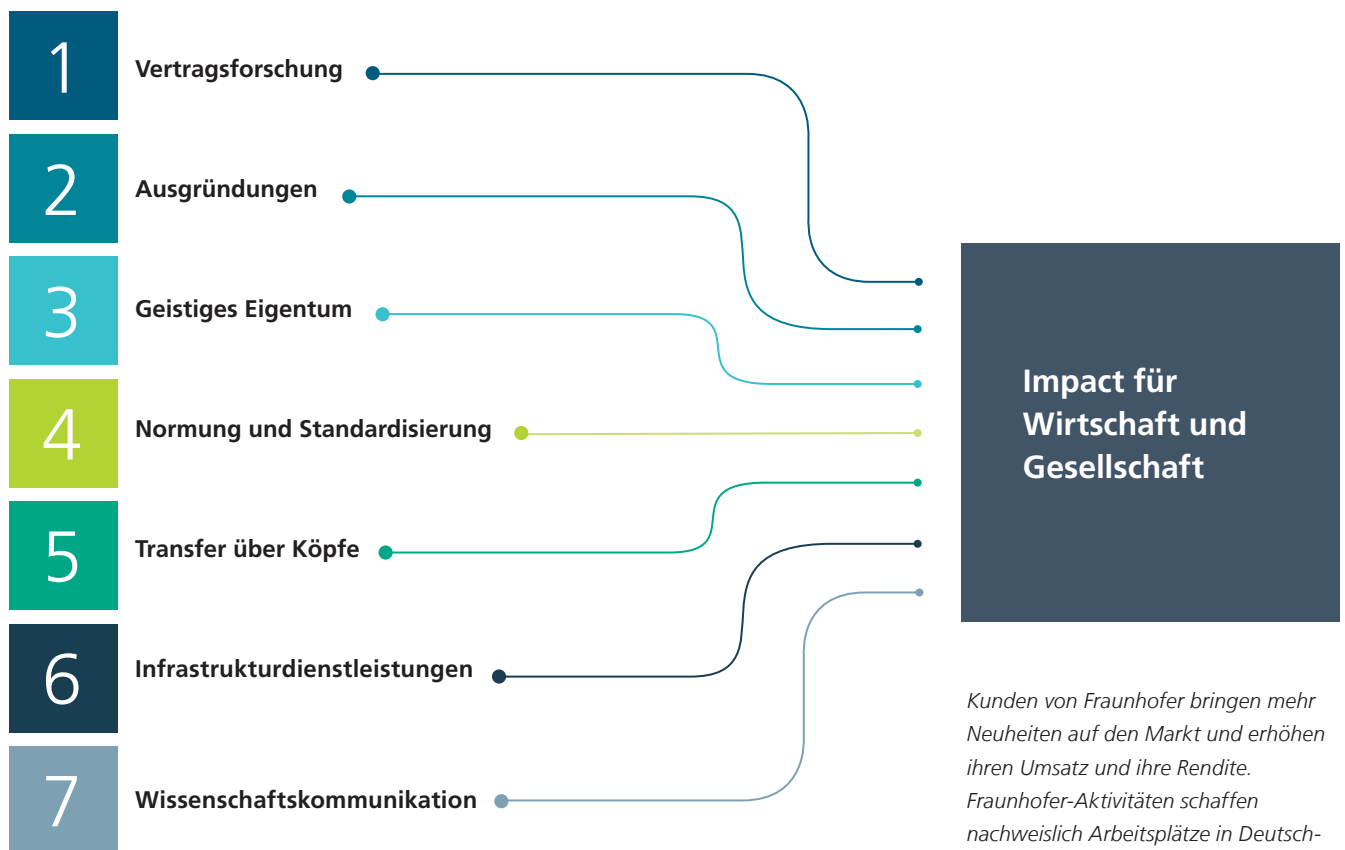 1
Vertragsforschung
2
Ausgründungen
3
Geistiges Eigentum
4
Normung und Standardisierung
5
Transfer über Köpfe
6
Infrastrukturdienstleistungen
7
Wissenschaftskommunikation
Impact für
Wirtschaft und
Gesellschaft
Kunden von Fraunhofer bringen mehr
Neuheiten auf den Markt und erhöhen
ihren Umsatz und ihre Rendite.
Fraunhofer-Aktivitäten schaffen
nachweislich Arbeitsplätze in Deutsch-